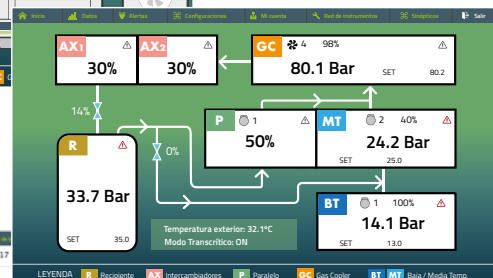 Inicio Datos Alertas Configuraciones Mi cuenta Red de instrumentos Sinópticos Salir
AX1 AX2 GC 4 98%
30% 30% 80.1 Bar
SET 80.2
14%
P 1 MT 2 40%
50% 24.2 Bar
SET 25.0
R
0%
33.7 Bar
SET 35.0
BT 1 100%
14.1 Bar
SET 13.0
Temperatura exterior: 32.1°C
Modo Transcrítico: ON
17
LEYENDA R Recipiente AX Intercambiadores P Paralelo GC Gas Cooler BT MT Baja / Media Temp.